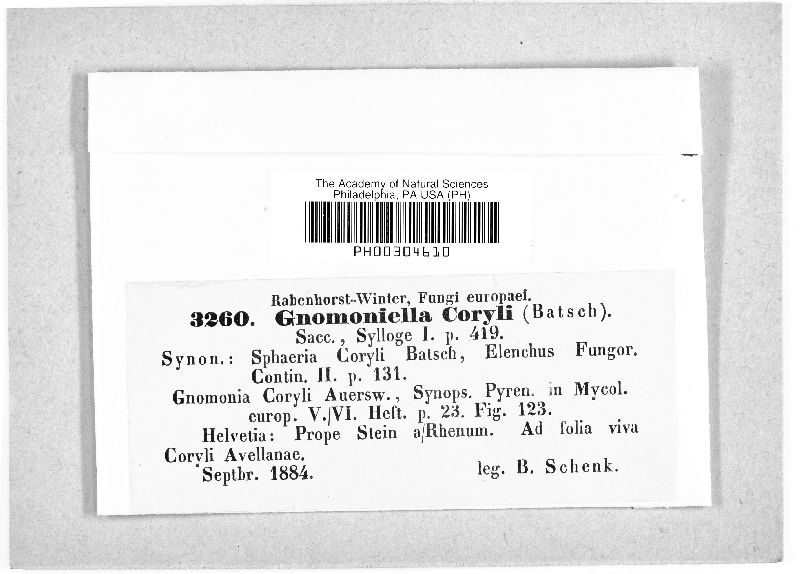 The Academy of Natural Sciences
Philadelphia, PA USA (PH)
PH00304610
Rabenhorst-Winter, Fungi europaei.
3260. Gnomoniella Coryli (Batsch).
Sacc., Sylloge I. p. 419.
Synon.: Sphaeria Coryli Batsch, Elenchus Fungor.
Contin. II. p. 131.
Gnomonia Coryli Auersw., Synops. Pyren. in Mycol.
europ. V./VI. Heft. p. 23. Fig. 123.
Helvetia: Prope Stein a/Rhenum. Ad folia viva
Coryli Avellanae.
Septbr. 1884. leg. B. Schenk.